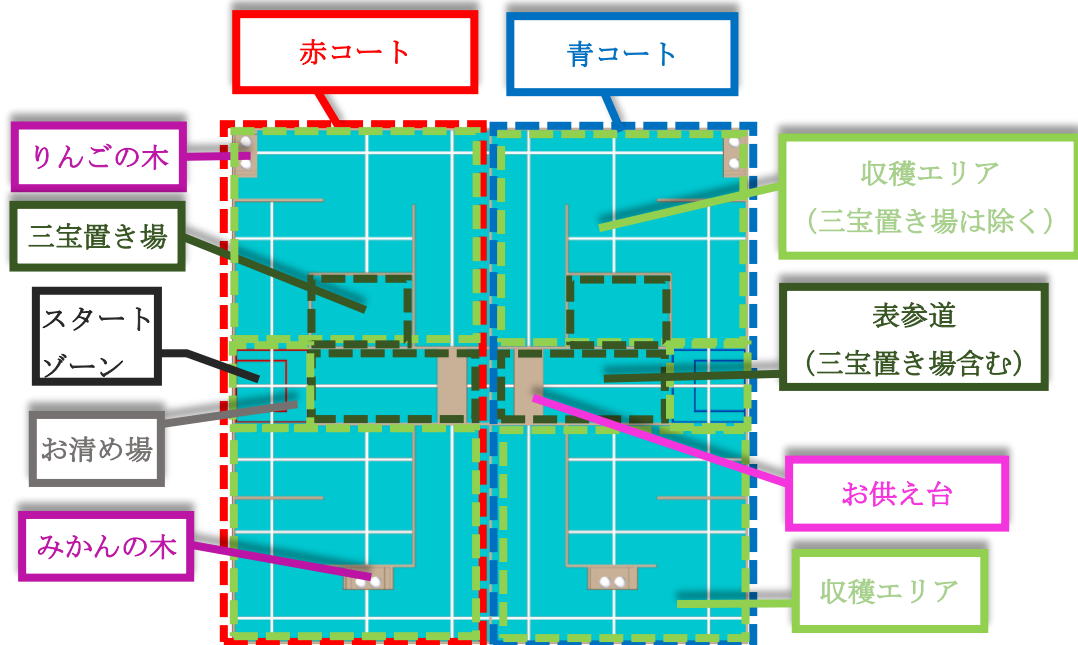 赤コート
青コート
りんごの木
収穫エリア
（三宝置き場は除く）
三宝置き場
スタート
ゾーン
表参道
（三宝置き場含む）
お清め場
お供え台
みかんの木
収穫エリア